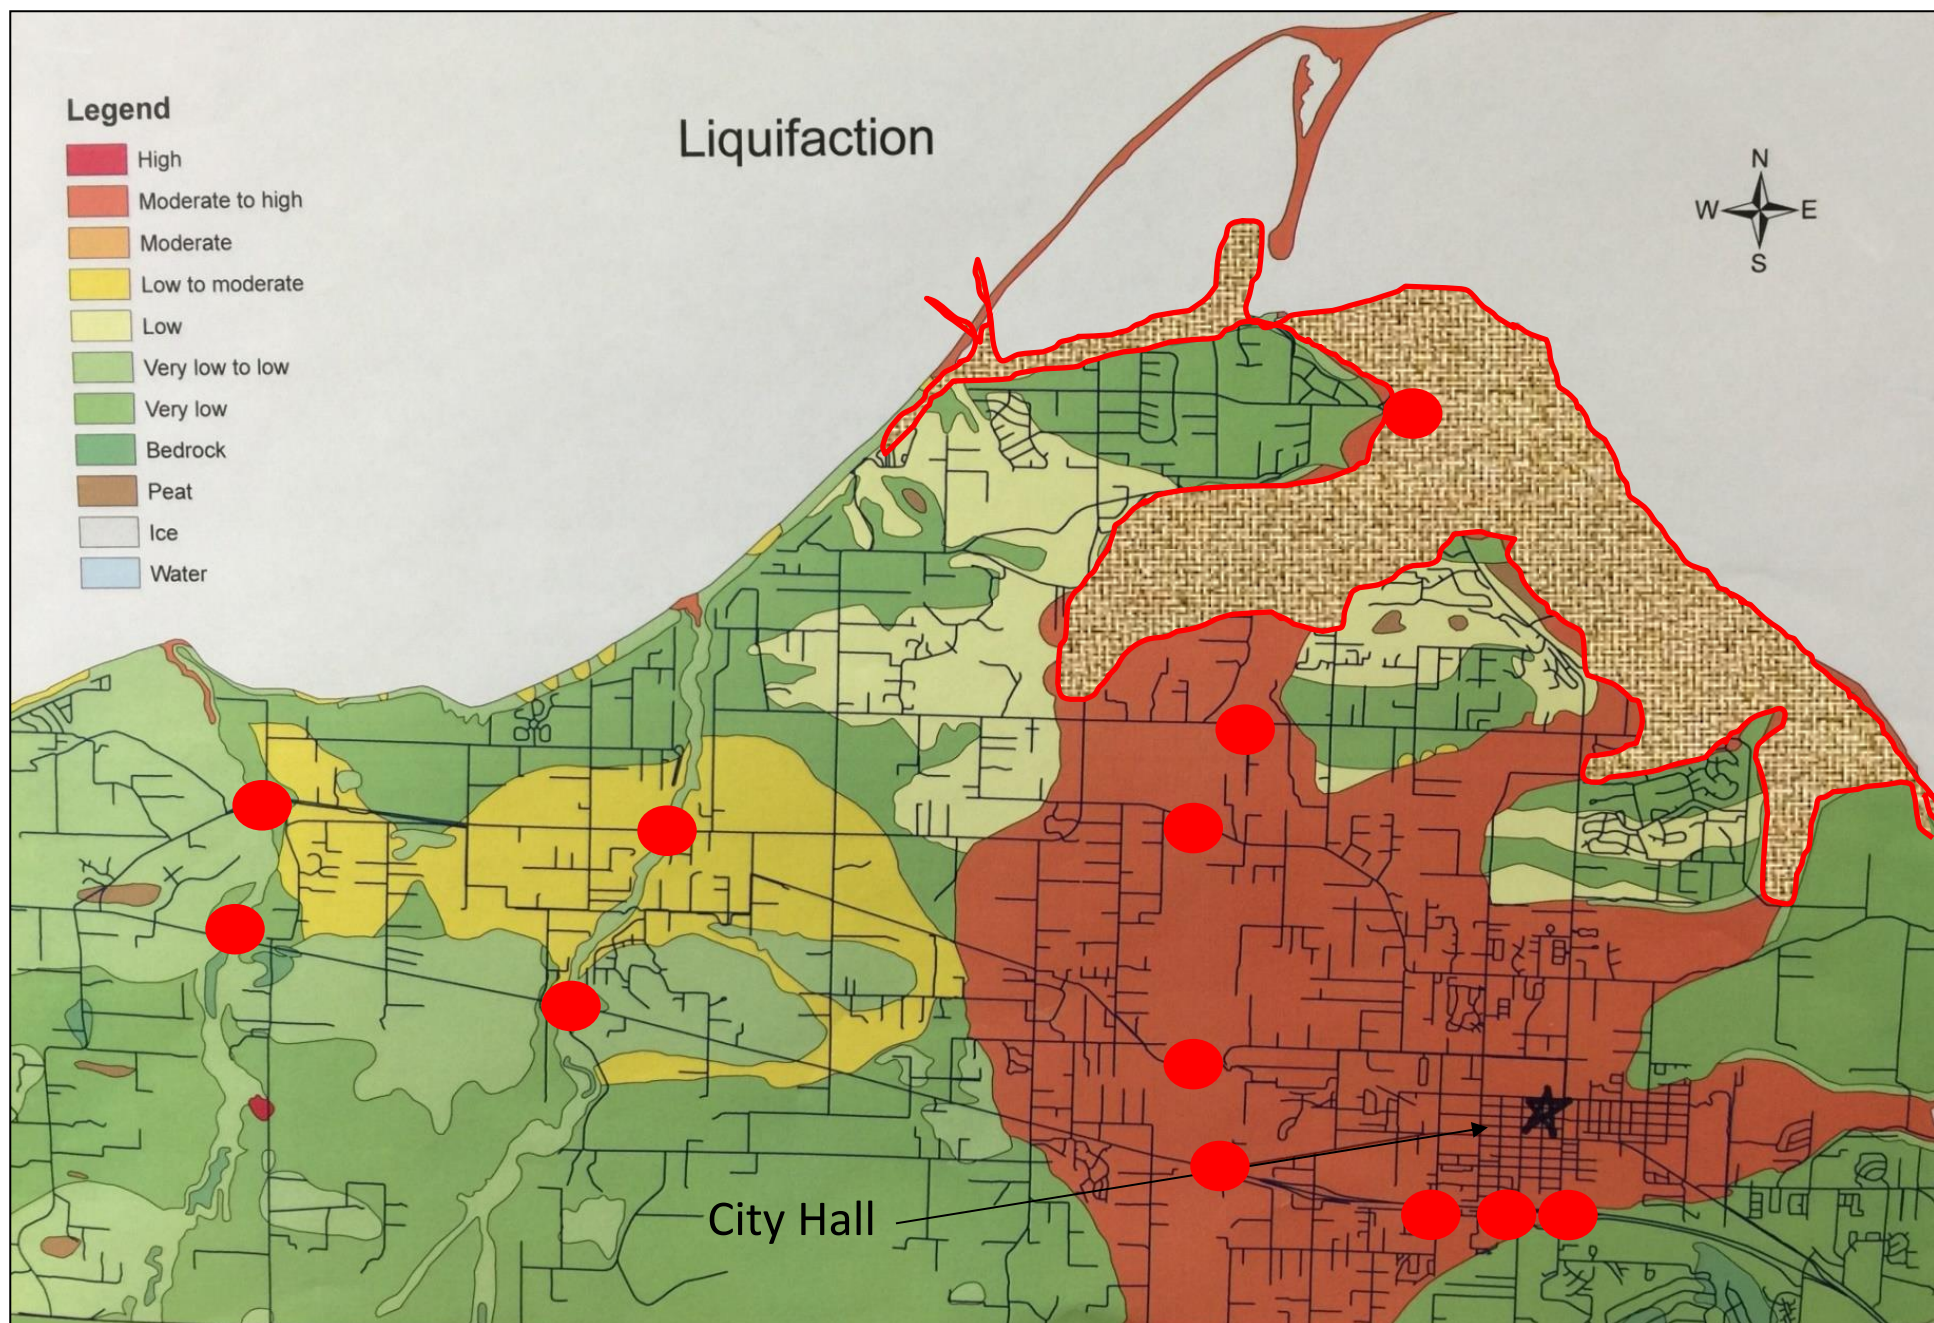 Legend
High
Moderate to high
Moderate
Low to moderate
Low
Very low to low
Very low
Bedrock
Peat
Ice
Water
Liquifaction
N
W E
S
City Hall